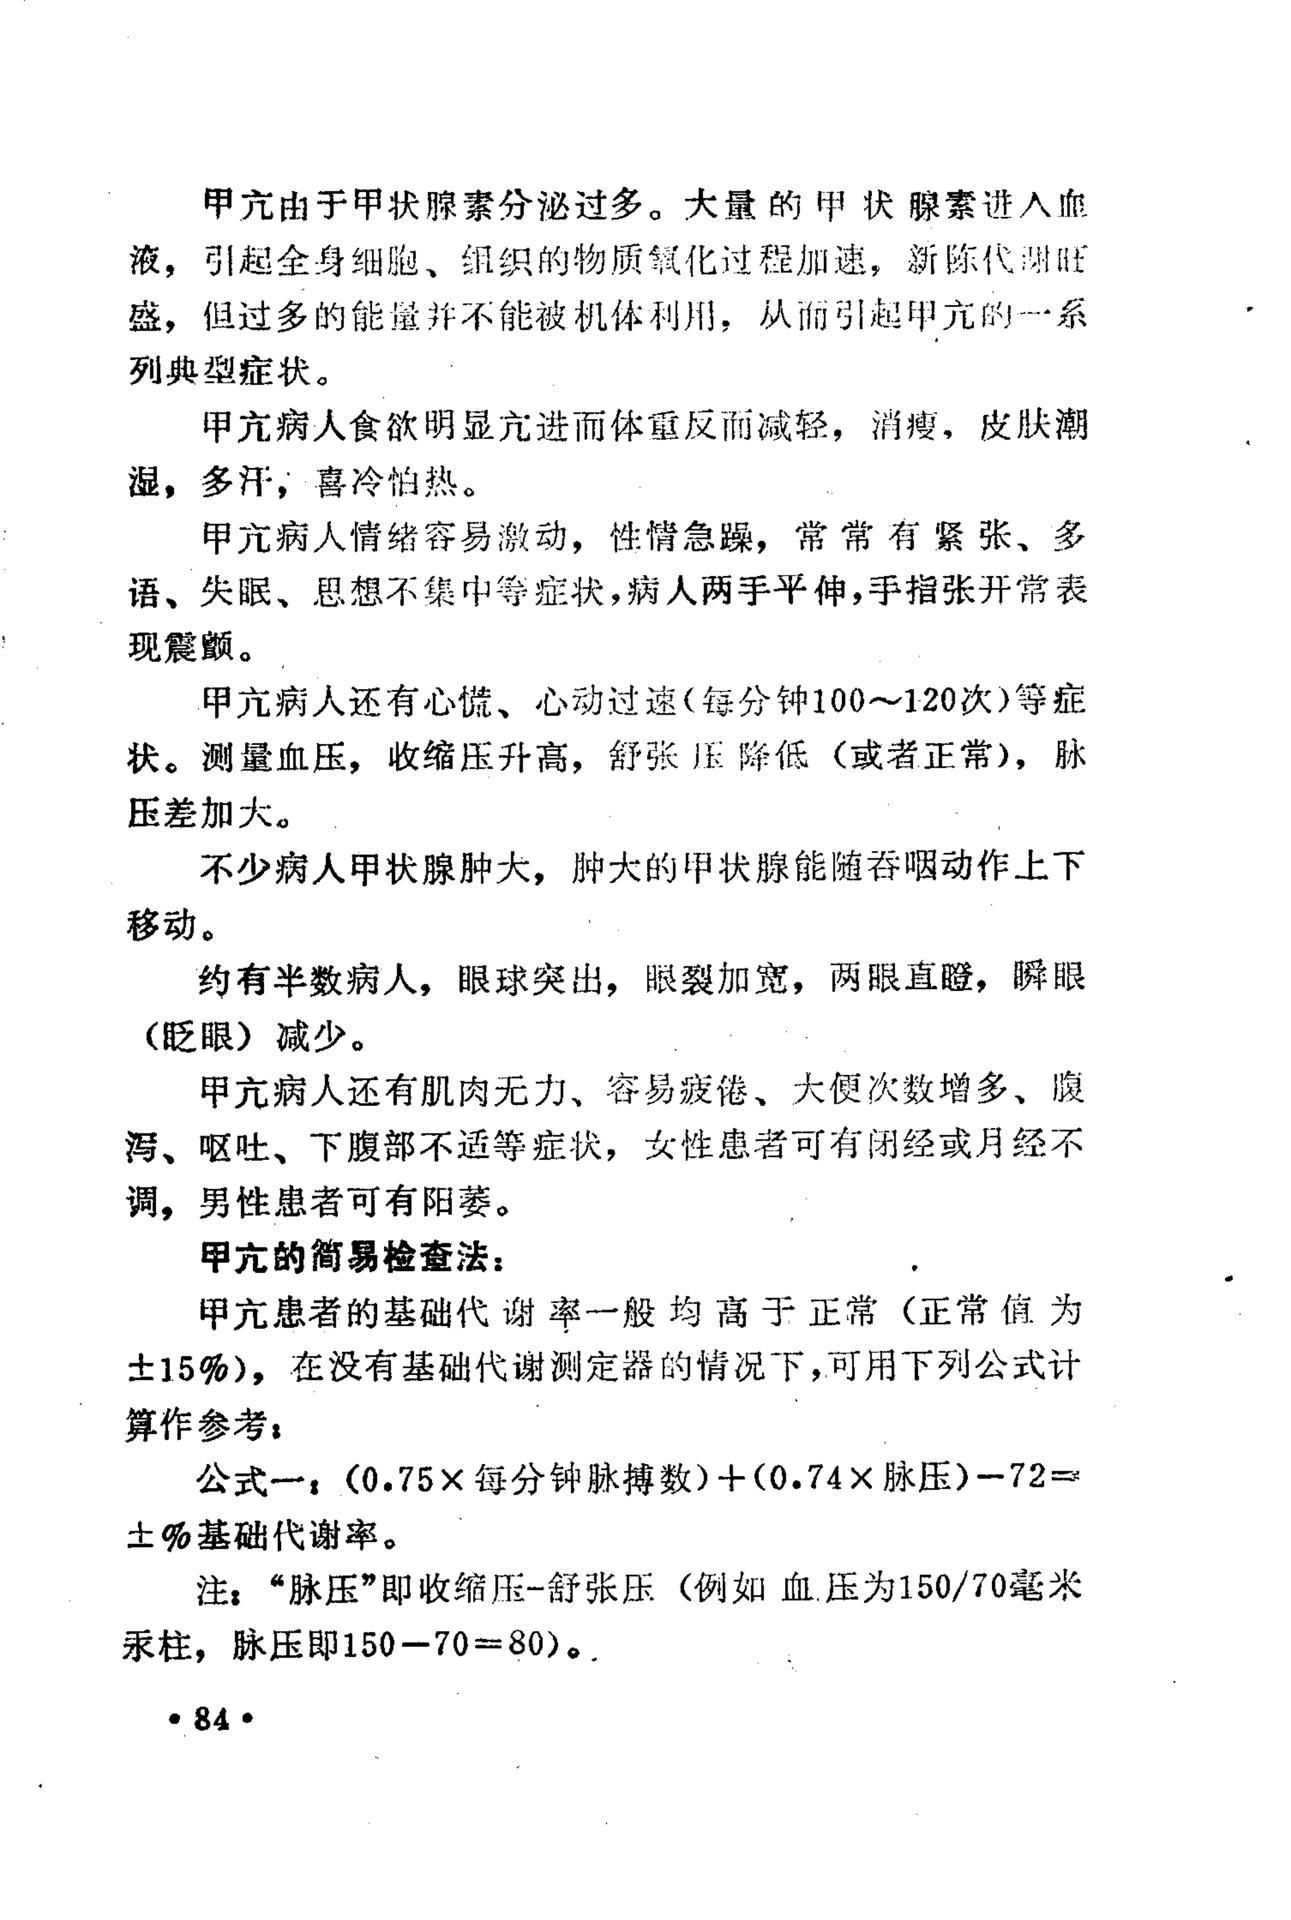 甲亢由于甲状腺素分泌过多。大量的甲状腺素进入血
液，引起全身细胞、组织的物质氧化过程加速，新陈代谢旺
盛，但过多的能量并不能被机体利用，从而引起甲亢的一系
列典型症状。
甲亢病人食欲明显亢进而体重反而减轻，消瘦，皮肤潮
湿，多汗，喜冷怕热。
甲亢病人情绪容易激动，性情急躁，常常有紧张、多
语、失眠、思想不集中等症状，病人两手平伸，手指张开常表
现震颤。
甲亢病人还有心慌、心动过速(每分钟100～120次)等症
状。测量血压，收缩压升高，舒张压降低（或者正常），脉
压差加大。
不少病人甲状腺肿大，肿大的甲状腺能随吞咽动作上下
移动。
约有半数病人，眼球突出，眼裂加宽，两眼直瞪，瞬眼
（眨眼）减少。
甲亢病人还有肌肉无力、容易疲倦、大便次数增多、腹
泻、呕吐、下腹部不适等症状，女性患者可有闭经或月经不
调，男性患者可有阳萎。
甲亢的简易检查法：
甲亢患者的基础代谢率一般均高于正常（正常值为
±15%)，在没有基础代谢测定器的情况下，可用下列公式计
算作参考：
公式一：(0.75×每分钟脉搏数)＋(0.74×脉压)－72＝
±%基础代谢率。
注：“脉压”即收缩压-舒张压（例如血压为150/70毫米
汞柱，脉压即150－70＝80)。
•84•